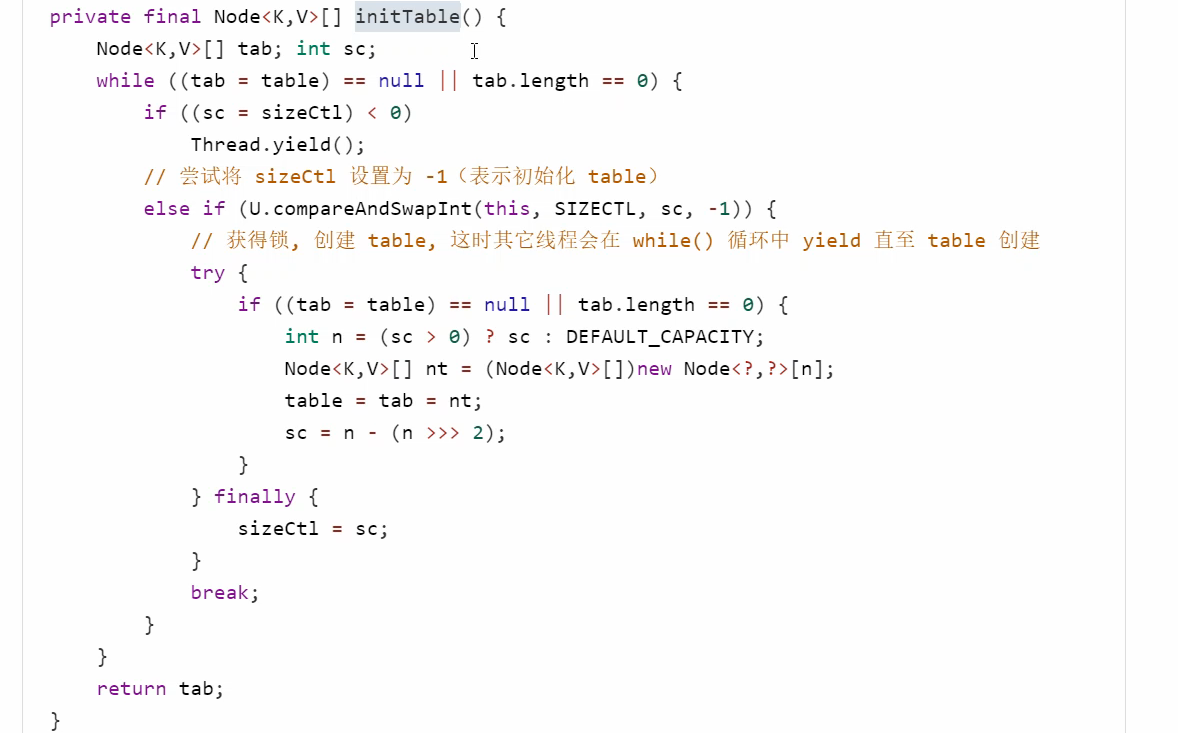 private final Node<K,V>[] initTable() {
    Node<K,V>[] tab; int sc;
    while ((tab = table) == null || tab.length == 0) {
        if ((sc = sizeCtl) < 0)
            Thread.yield();
        // 尝试将 sizeCtl 设置为 -1（表示初始化 table）
        else if (U.compareAndSwapInt(this, SIZECTL, sc, -1)) {
            // 获得锁, 创建 table, 这时其它线程会在 while() 循环中 yield 直至 table 创建
            try {
                if ((tab = table) == null || tab.length == 0) {
                    int n = (sc > 0) ? sc : DEFAULT_CAPACITY;
                    Node<K,V>[] nt = (Node<K,V>[])new Node<?,?>[n];
                    table = tab = nt;
                    sc = n - (n >>> 2);
                }
            } finally {
                sizeCtl = sc;
            }
            break;
        }
    }
    return tab;
}